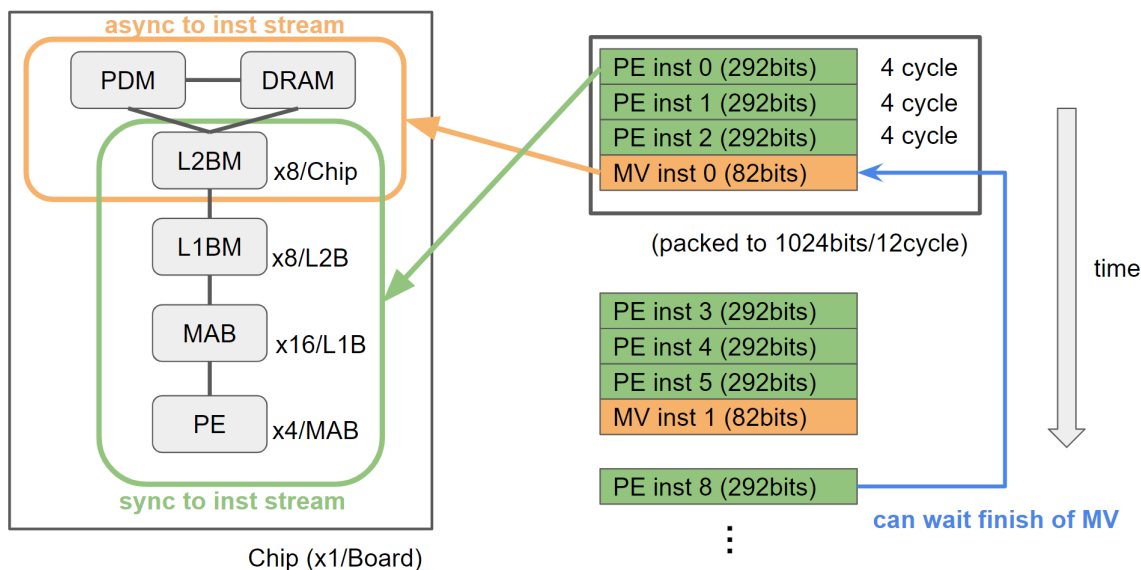 async to inst stream
PDM
DRAM
L2BM
x8/Chip
L1BM
x8/L2B
MAB
x16/L1B
PE
x4/MAB
sync to inst stream
Chip (x1/Board)
PE inst 0 (292bits)
4 cycle
PE inst 1 (292bits)
4 cycle
PE inst 2 (292bits)
4 cycle
MV inst 0 (82bits)
(packed to 1024bits/12cycle)
PE inst 3 (292bits)
PE inst 4 (292bits)
PE inst 5 (292bits)
MV inst 1 (82bits)
PE inst 8 (292bits)
can wait finish of MV
⋮
time